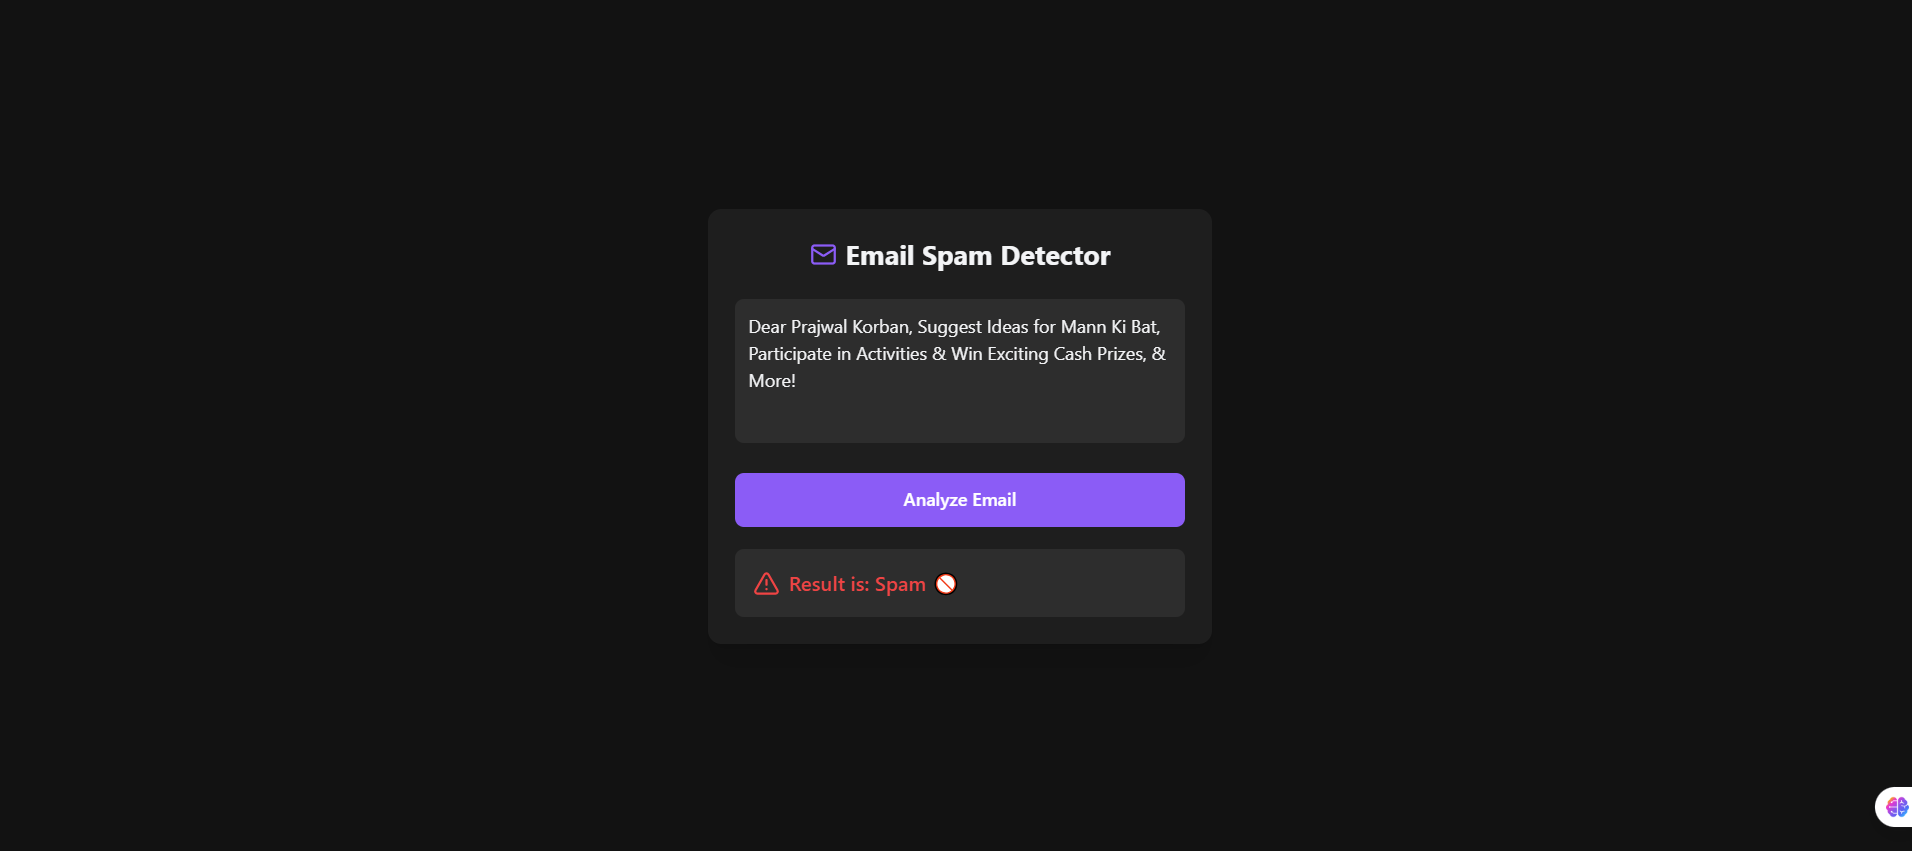 Email Spam Detector
Dear Prajwal Korban, Suggest Ideas for Mann Ki Bat,
Participate in Activities & Win Exciting Cash Prizes, &
More!
Analyze Email
Result is: Spam 🚫